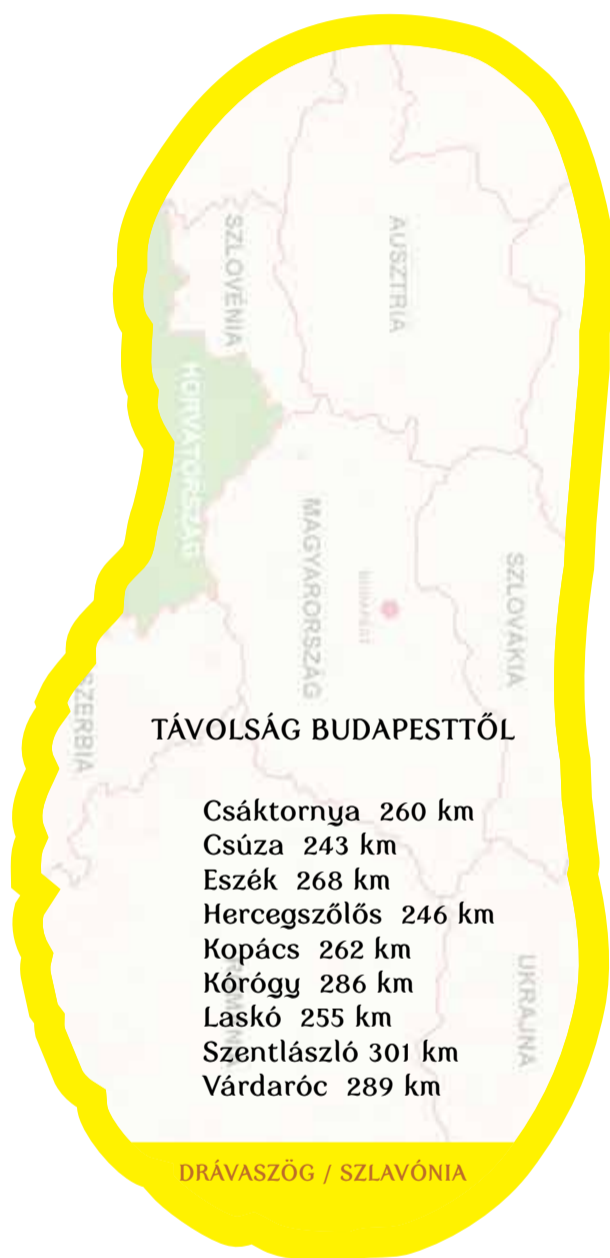 SZLOVÉNIA
AUSZTRIA
HORVÁTORSZÁG
MAGYARORSZÁG
BUDAPEST
SZLOVÁKIA
SZERBIA
TÁVOLSÁG BUDAPESTTŐL
Csáktornya 260 km
Csúza 243 km
Eszék 268 km
Hercegszőlős 246 km
Kopács 262 km
Kórógy 286 km
Laskó 255 km
Szentlászló 301 km
Várdaróc 289 km
ROMÁNIA
UKRAJNA
DRÁVASZÖG / SZLAVÓNIA